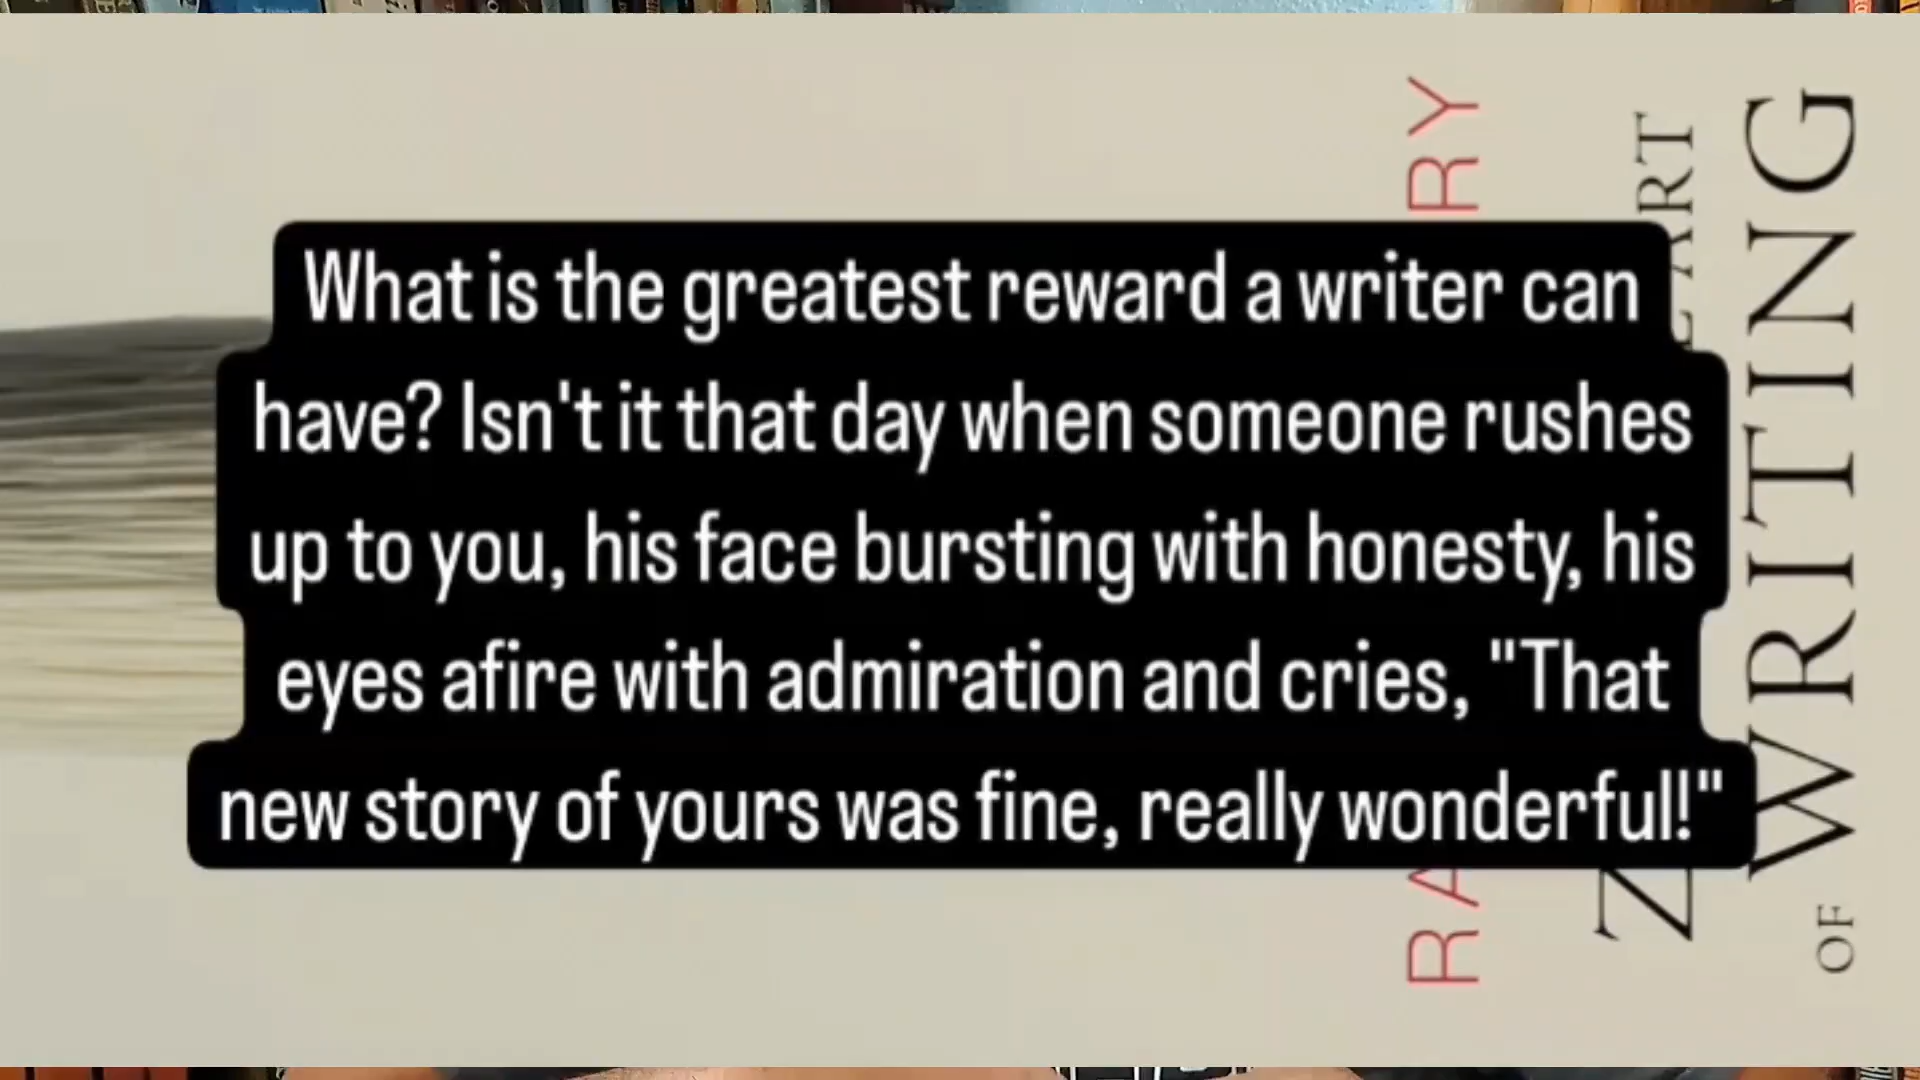 What is the greatest reward a writer can
have? Isn't it that day when someone rushes
up to you, his face bursting with honesty, his
eyes afire with admiration and cries, "That
new story of yours was fine, really wonderful!"
WRITING
OF